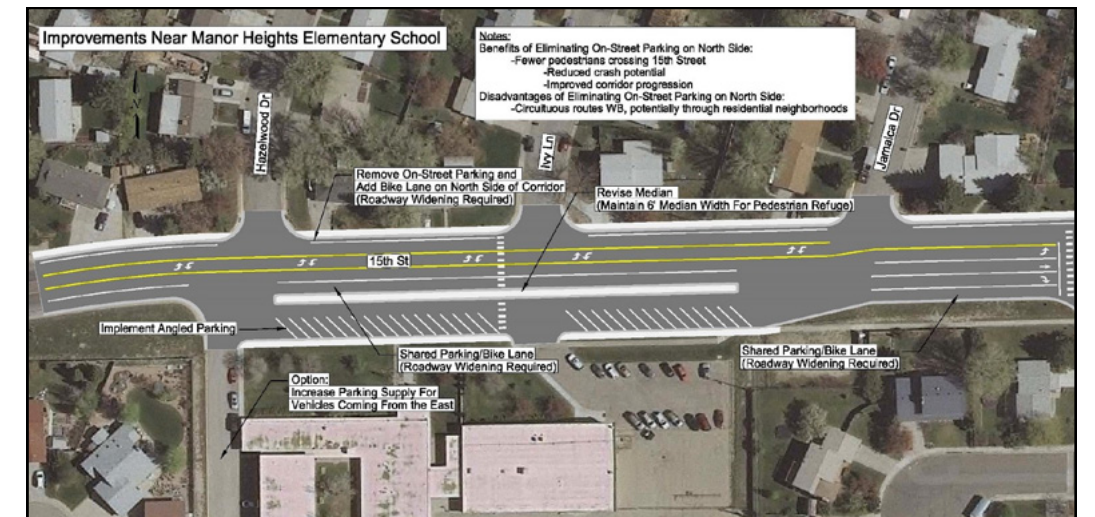 Improvements Near Manor Heights Elementary School
Notes:
Benefits of Eliminating On-Street Parking on North Side:
-Fewer pedestrians crossing 15th Street
-Reduced crash potential
-Improved corridor progression
Disadvantages of Eliminating On-Street Parking on North Side:
-Circuitous routes WB, potentially through residential neighborhoods
Hazelwood Dr
Ivy Ln
Jamaica Dr
Remove On-Street Parking and
Add Bike Lane on North Side of Corridor
(Roadway Widening Required)
Revise Median
(Maintain 6' Median Width For Pedestrian Refuge)
15th St
Implement Angled Parking
Shared Parking/Bike Lane
(Roadway Widening Required)
Shared Parking/Bike Lane
(Roadway Widening Required)
Option:
Increase Parking Supply For
Vehicles Coming From the East